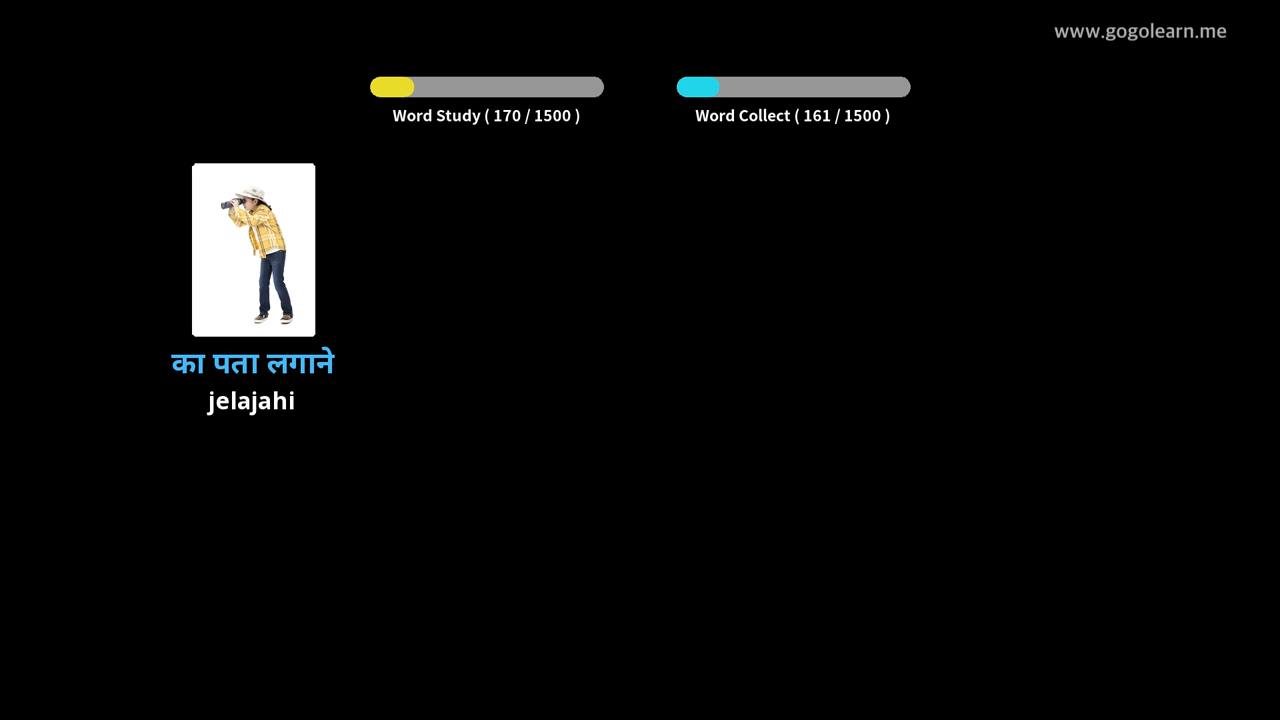 www.gogolearn.me
Word Study ( 170 / 1500 )
Word Collect ( 161 / 1500 )
का पता लगाने
jelajahi